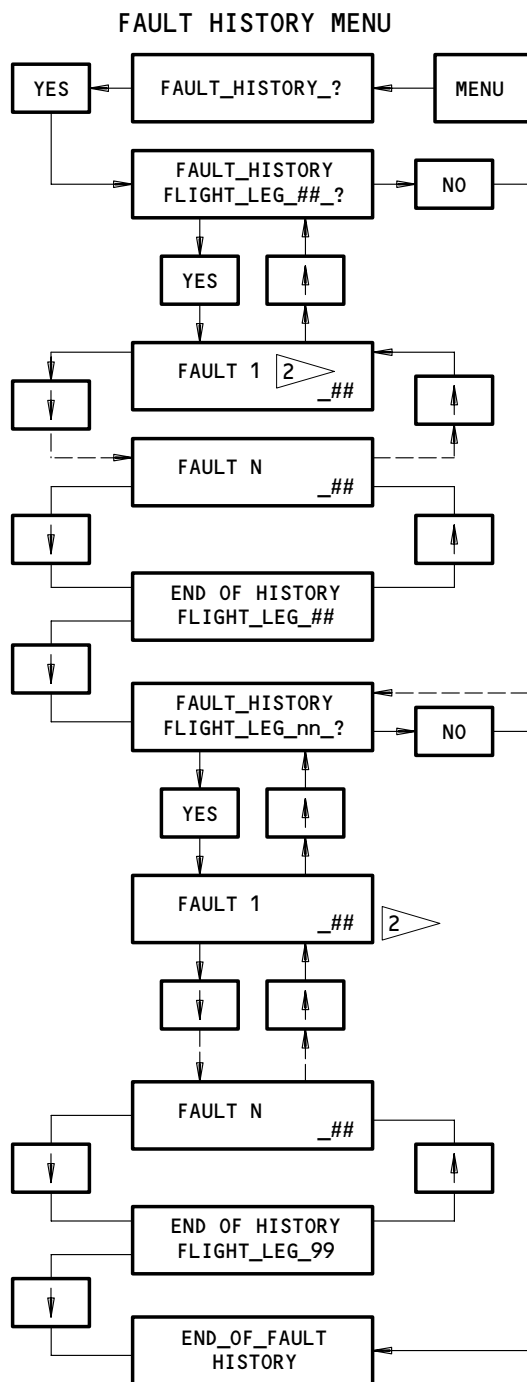 FAULT HISTORY MENU
YES
FAULT_HISTORY_?
MENU
FAULT_HISTORY
FLIGHT_LEG_##_?
NO
YES
FAULT 1
2
_##
FAULT N
_##
END OF HISTORY
FLIGHT_LEG_##
FAULT_HISTORY
FLIGHT_LEG_nn_?
NO
YES
FAULT 1
_##
2
FAULT N
_##
END OF HISTORY
FLIGHT_LEG_99
END_OF_FAULT
HISTORY